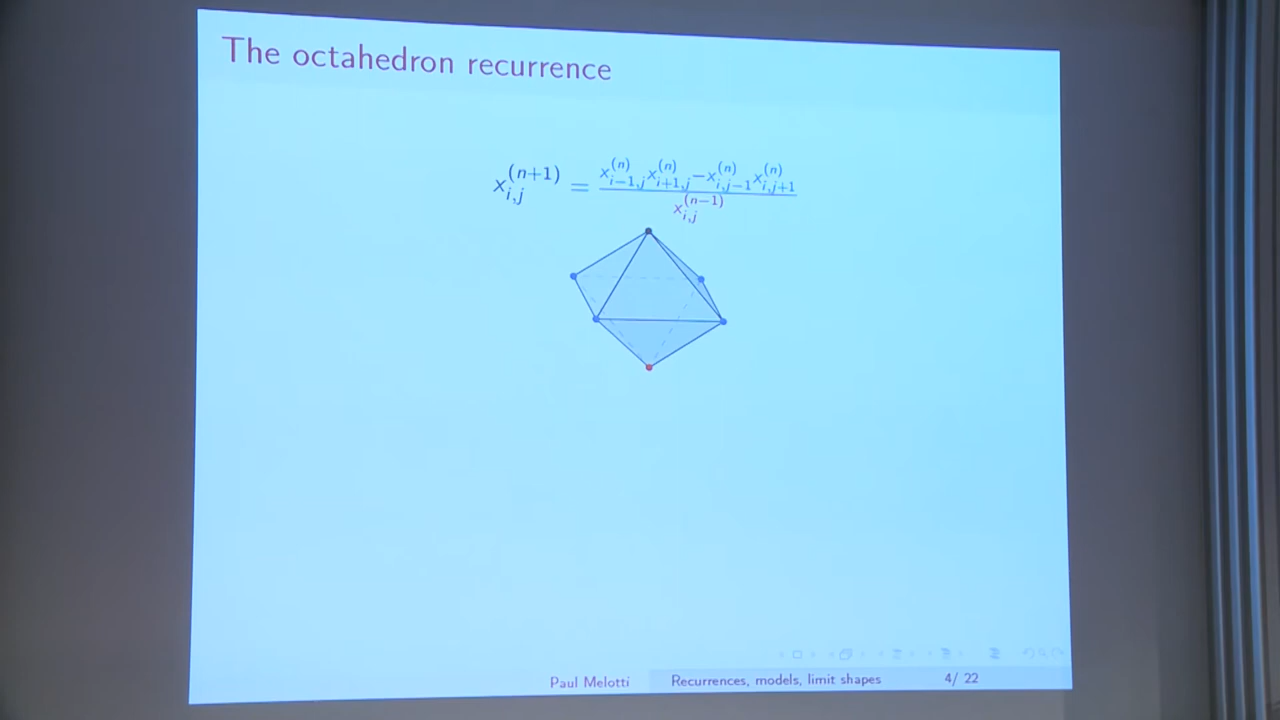 The octahedron recurrence
x_{i,j}^{(n+1)} = \frac{x_{i-1,j}^{(n)} x_{i+1,j}^{(n)} - x_{i,j-1}^{(n)} x_{i,j+1}^{(n)}}{x_{i,j}^{(n-1)}}
Paul Melotti Recurrences, models, limit shapes 4/ 22